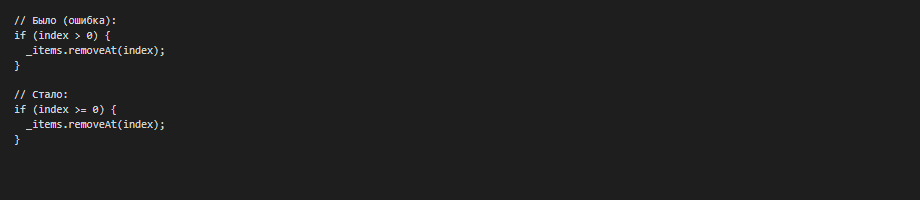 // Было (ошибка):
if (index > 0) {
  _items.removeAt(index);
}

// Стало:
if (index >= 0) {
  _items.removeAt(index);
}